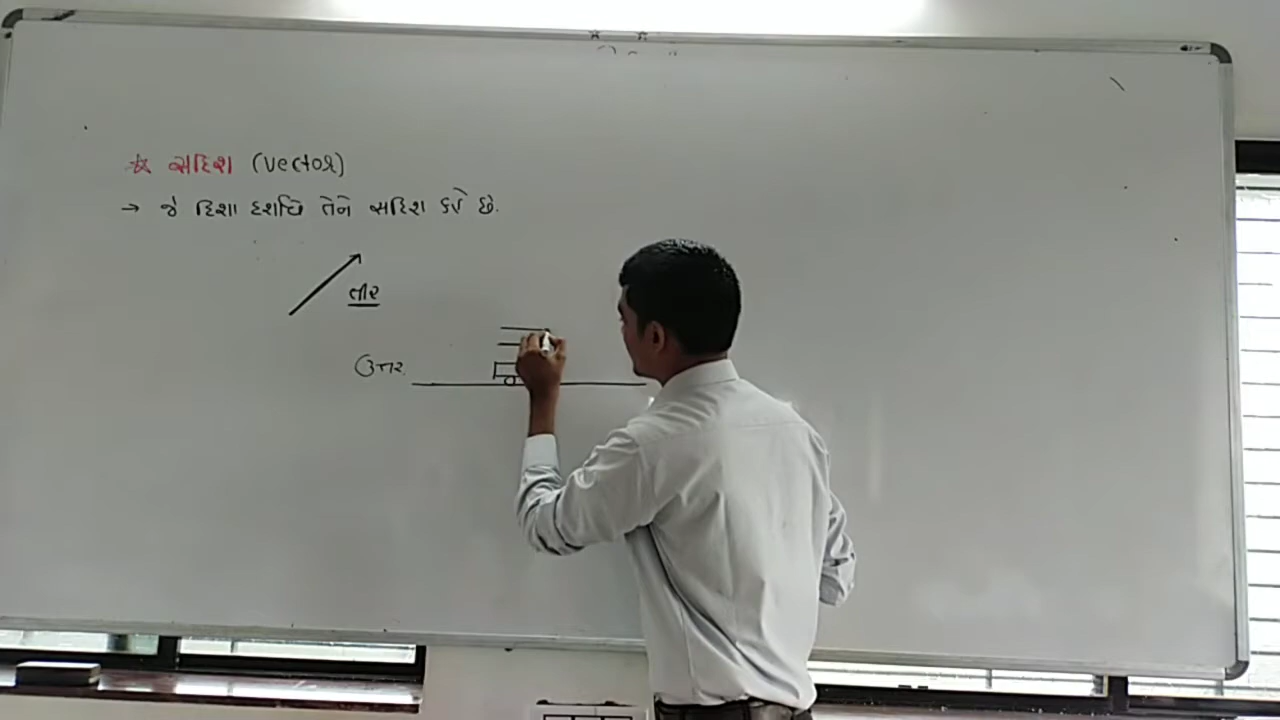 ☆ સદિશ (vector)
→ જે દિશા દર્શાવે તેને સદિશ કહે છે.
તીર
ઉત્તર